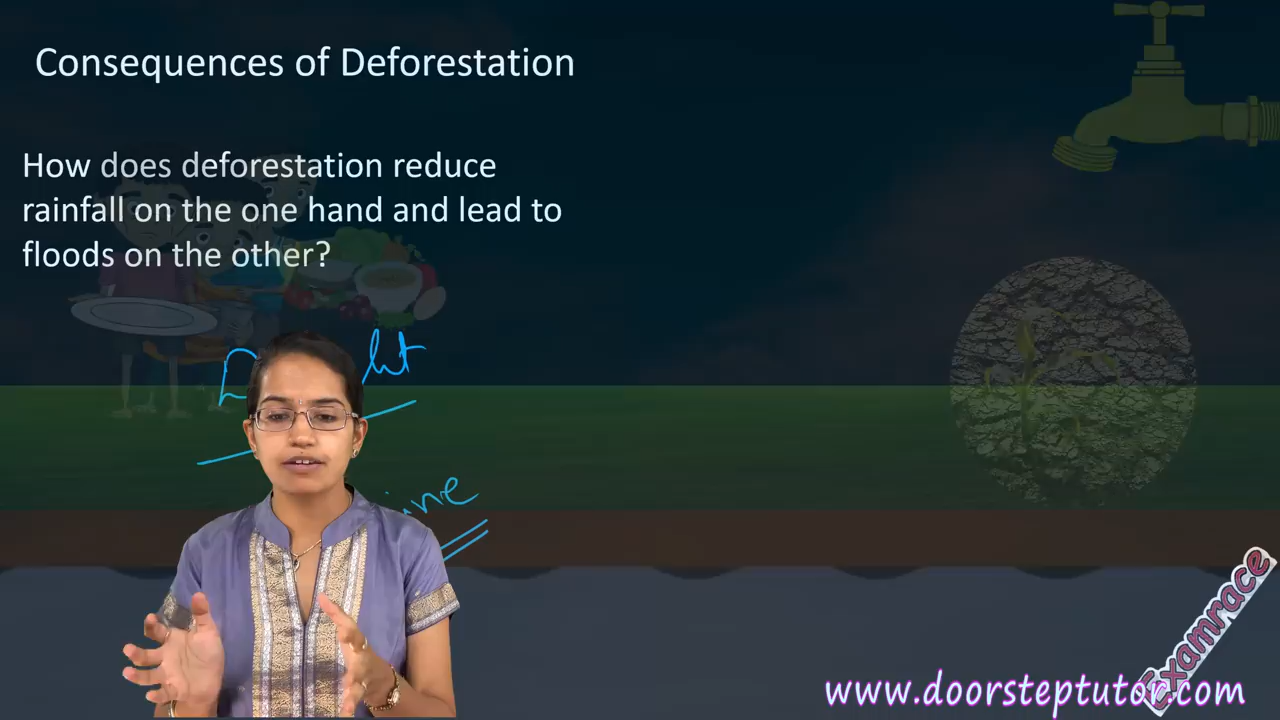 Consequences of Deforestation
How does deforestation reduce
rainfall on the one hand and lead to
floods on the other?
Examrace
www.doorsteptutor.com